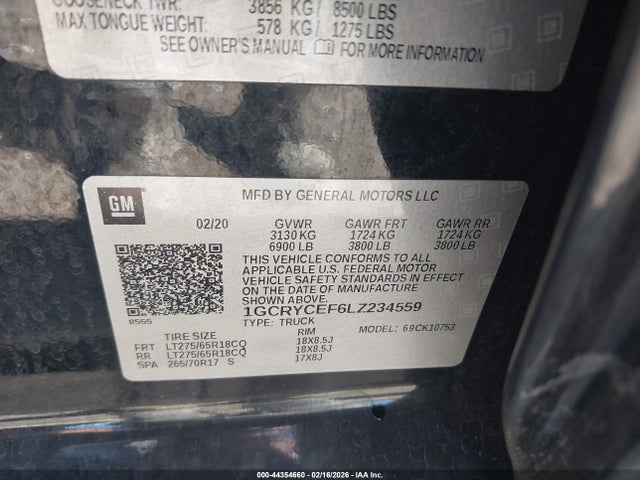 GOOSENECK TWR: 3856 KG / 8500 LBS
MAX TONGUE WEIGHT: 578 KG / 1275 LBS
SEE OWNER'S MANUAL FOR MORE INFORMATION
GM
MFD BY GENERAL MOTORS LLC
02/20 GVWR GAWR FRT GAWR RR
3130 KG 1724 KG 1724 KG
6900 LB 3800 LB 3800 LB
THIS VEHICLE CONFORMS TO ALL
APPLICABLE U.S. FEDERAL MOTOR
VEHICLE SAFETY STANDARDS IN EFFECT
ON THE DATE OF MANUFACTURE
SHOWN ABOVE.
1GCRYCEF6LZ234559
8555
TYPE: TRUCK MODEL: 69CK10753
TIRE SIZE RIM
FRT LT275/65R18CQ 18X8.5J
RR LT275/65R18CQ 18X8.5J
SPA 265/70R17 S 17X8J
000-44354660 - 02/16/2026 - IAA Inc.